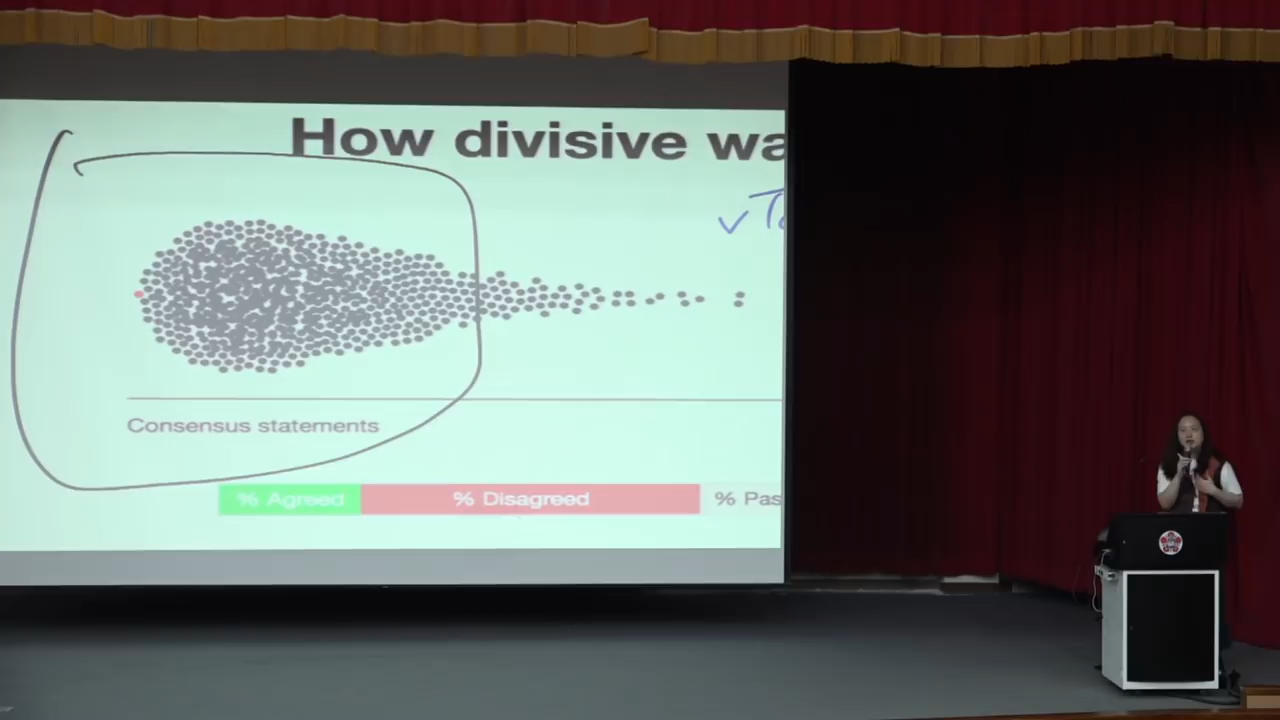 How divisive wa
Consensus statements
% Agreed
% Disagreed
% Pas